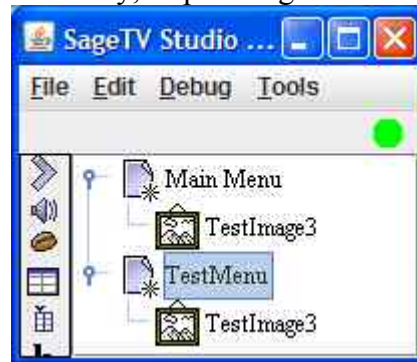 SageTV Studio ...
File Edit Debug Tools
Main Menu
TestImage3
TestMenu
TestImage3